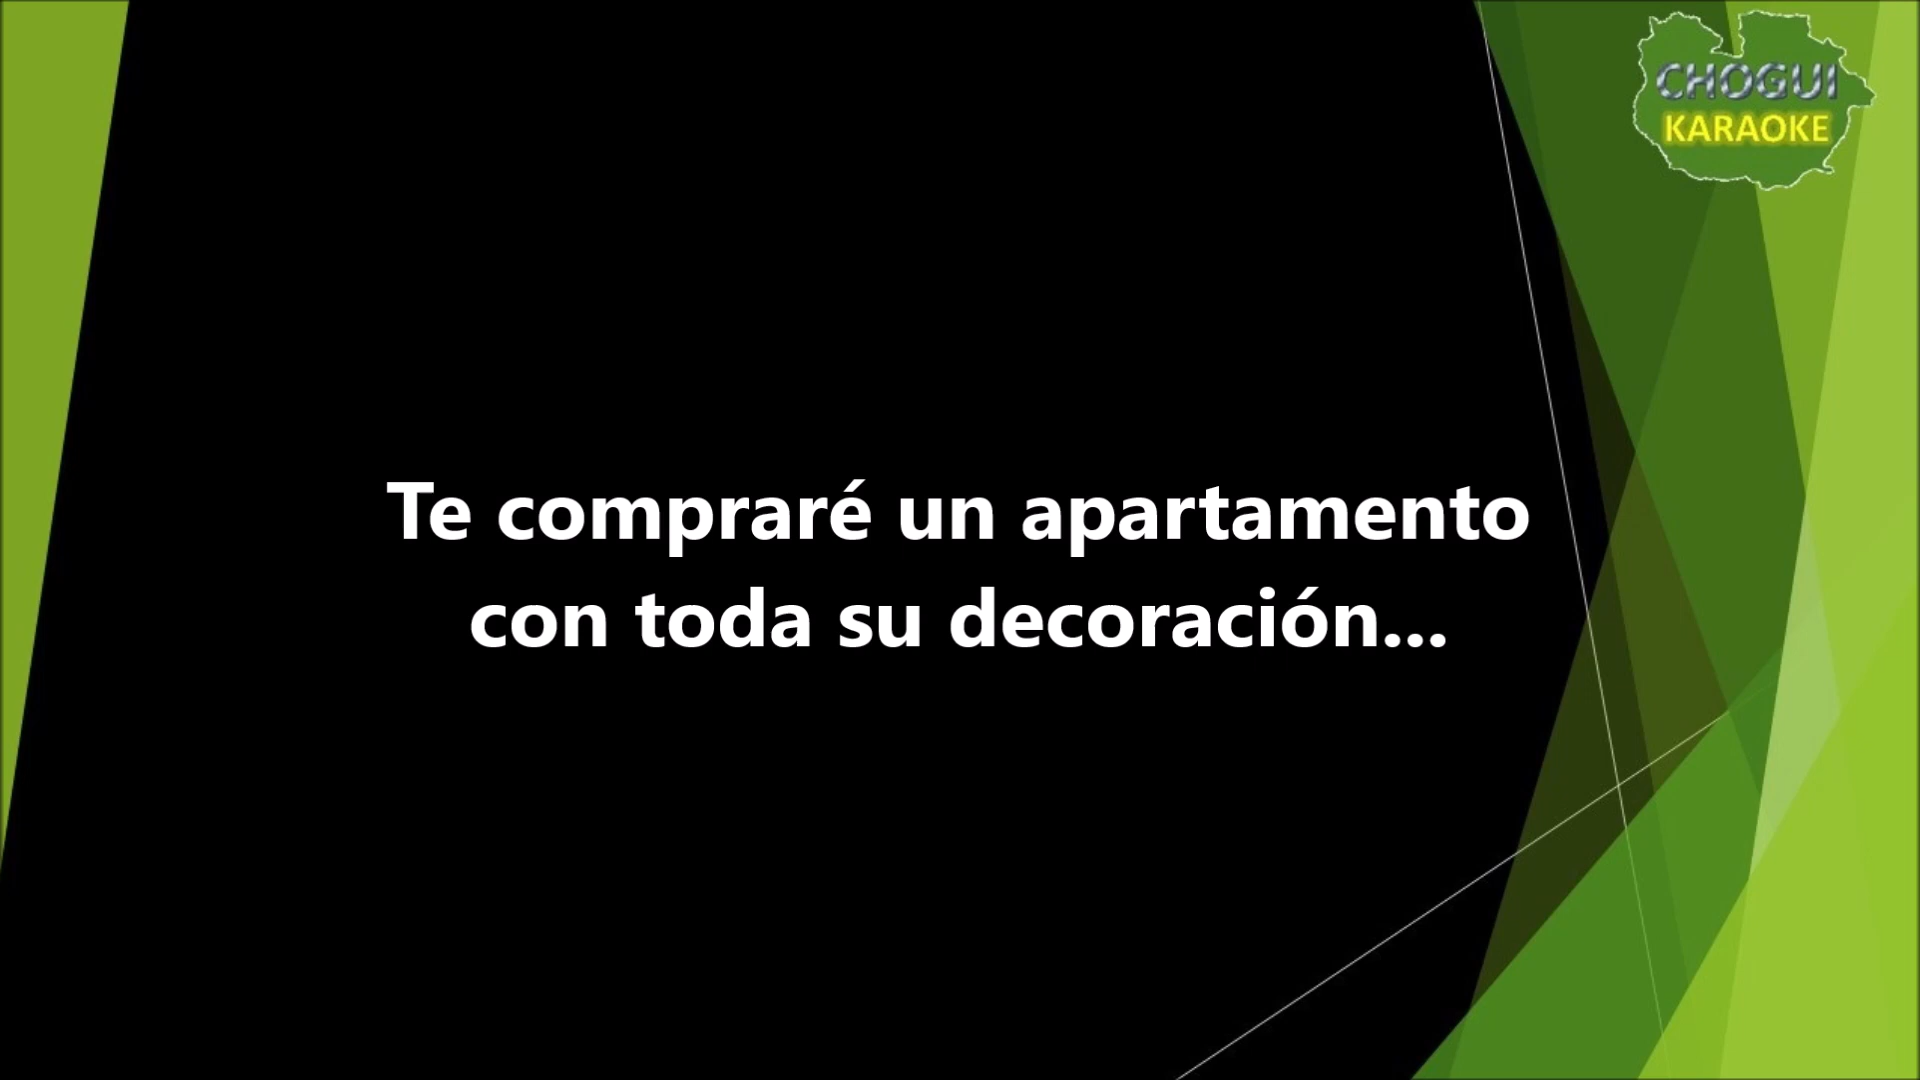 CHOGUI
KARAOKE
Te compraré un apartamento
con toda su decoración...